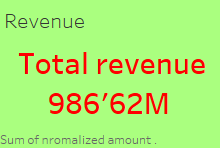 Revenue
Total revenue
986’62M
Sum of nromalized amount .